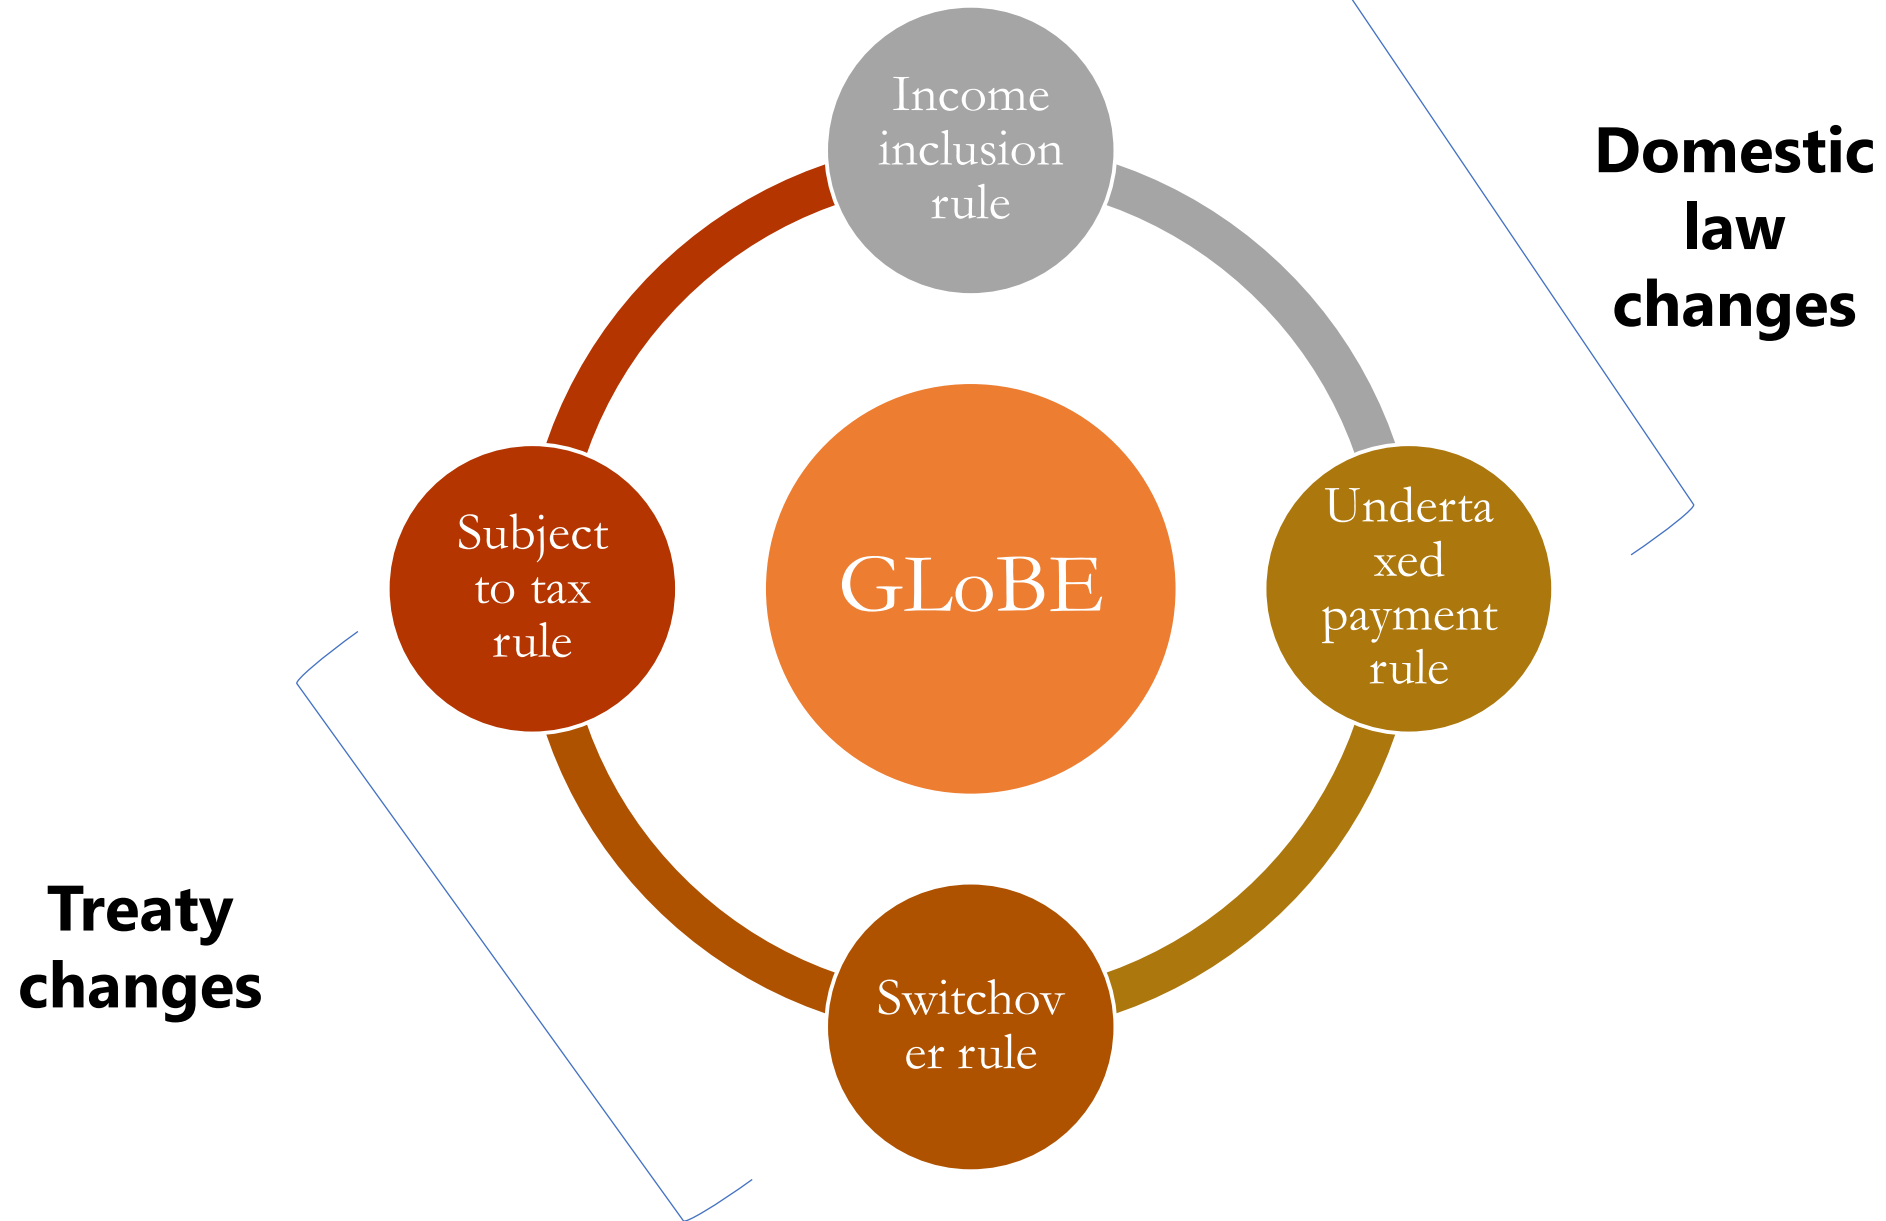 Income
inclusion
rule
Domestic
law
changes
Subject
to tax
rule
GLoBE
Underta
xed
payment
rule
Treaty
changes
Switchov
er rule